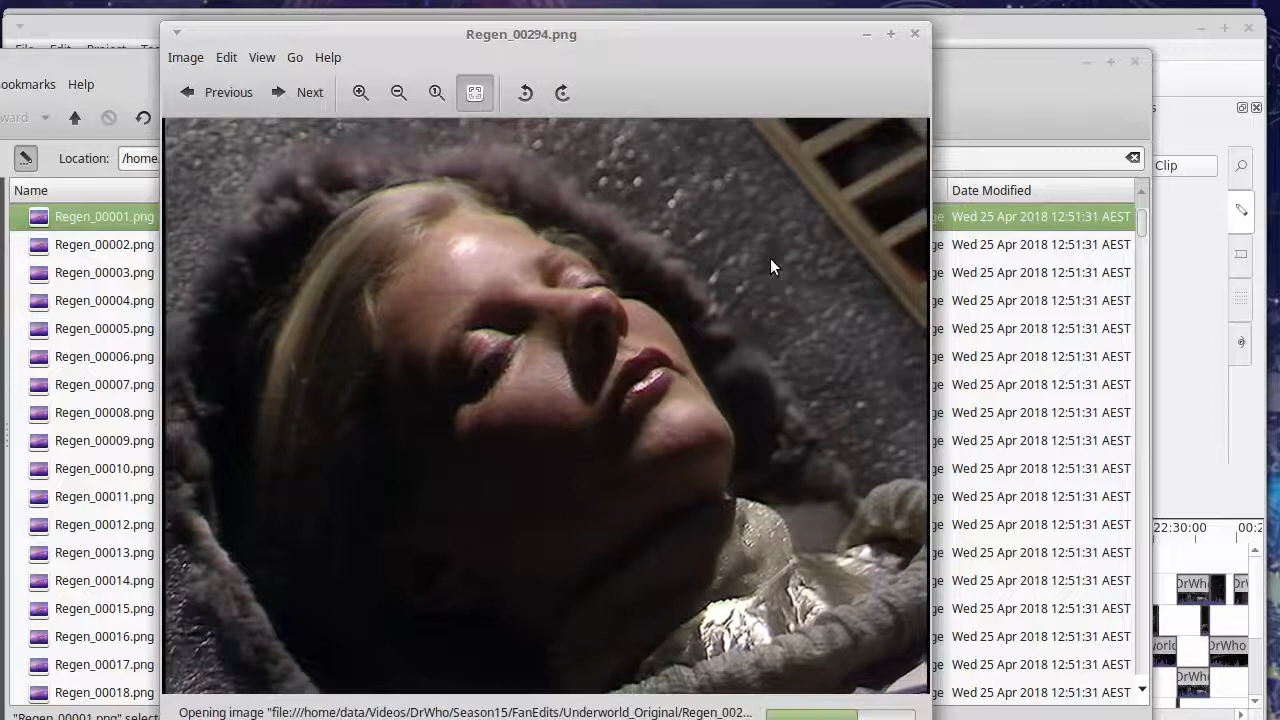 Regen_00294.png
Image Edit View Go Help
Previous Next
Bookmarks Help
Location: /home
Clip
Name
Date Modified
Regen_00001.png Wed 25 Apr 2018 12:51:31 AEST
Regen_00002.png Wed 25 Apr 2018 12:51:31 AEST
Regen_00003.png Wed 25 Apr 2018 12:51:31 AEST
Regen_00004.png Wed 25 Apr 2018 12:51:31 AEST
Regen_00005.png Wed 25 Apr 2018 12:51:31 AEST
Regen_00006.png Wed 25 Apr 2018 12:51:31 AEST
Regen_00007.png Wed 25 Apr 2018 12:51:31 AEST
Regen_00008.png Wed 25 Apr 2018 12:51:31 AEST
Regen_00009.png Wed 25 Apr 2018 12:51:31 AEST
Regen_00010.png Wed 25 Apr 2018 12:51:31 AEST
Regen_00011.png Wed 25 Apr 2018 12:51:31 AEST
Regen_00012.png Wed 25 Apr 2018 12:51:31 AEST
Regen_00013.png Wed 25 Apr 2018 12:51:31 AEST
Regen_00014.png Wed 25 Apr 2018 12:51:31 AEST
Regen_00015.png Wed 25 Apr 2018 12:51:31 AEST
Regen_00016.png Wed 25 Apr 2018 12:51:31 AEST
Regen_00017.png Wed 25 Apr 2018 12:51:31 AEST
Regen_00018.png Wed 25 Apr 2018 12:51:31 AEST
22:30:00 00:2
DrWho
"Regen_00001.png" select
Opening image "file:///home/data/Videos/DrWho/Season15/FanEdits/Underworld_Original/Regen_002...